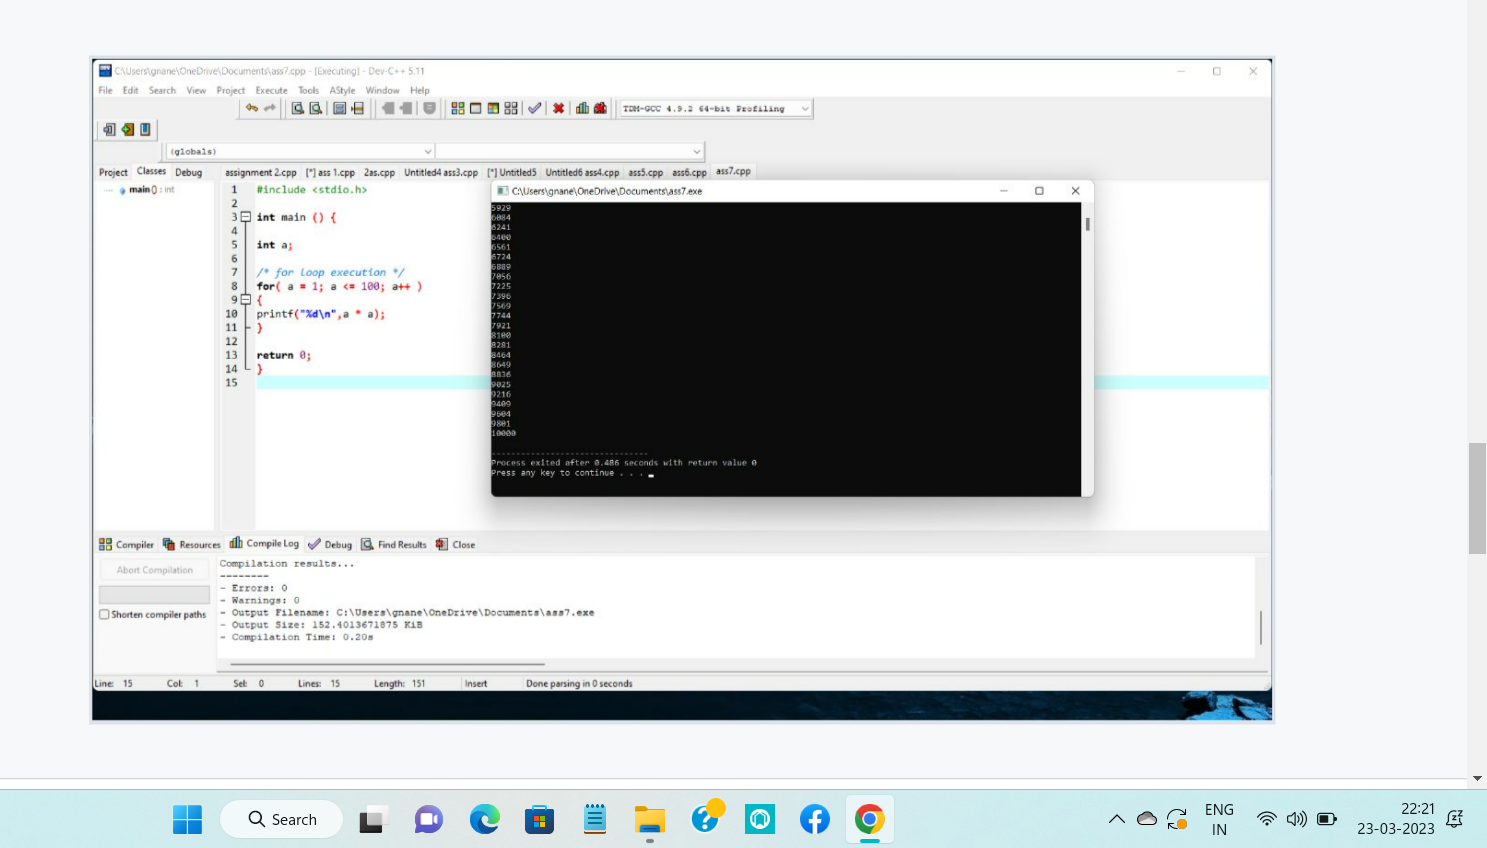 C:\Users\gnane\OneDrive\Documents\ass7.cpp - [Executing] - Dev-C++ 5.11
File Edit Search View Project Execute Tools AStyle Window Help
TDM-GCC 4.9.2 64-bit Profiling
(globals)
Project Classes Debug
assignment 2.cpp [*] ass 1.cpp 2as.cpp Untitled4 ass3.cpp [*] Untitled5 Untitled6 ass4.cpp ass5.cpp ass6.cpp ass7.cpp
main () : int
1 #include <stdio.h>
2
3 int main () {
4
5 int a;
6
7 /* for loop execution */
8 for( a = 1; a <= 100; a++ )
9 {
10 printf("%d\n",a * a);
11 }
12
13 return 0;
14 }
15
C:\Users\gnane\OneDrive\Documents\ass7.exe
5929
6084
6241
6400
6561
6724
6889
7056
7225
7396
7569
7744
7921
8100
8281
8464
8649
8836
9025
9216
9409
9604
9801
10000
--------------------------------
Process exited after 0.486 seconds with return value 0
Press any key to continue . . .
Compiler Resources Compile Log Debug Find Results Close
Abort Compilation
Shorten compiler paths
Compilation results...
--------
- Errors: 0
- Warnings: 0
- Output Filename: C:\Users\gnane\OneDrive\Documents\ass7.exe
- Output Size: 152.4013671875 KiB
- Compilation Time: 0.20s
Line: 15 Col: 1 Sel: 0 Lines: 15 Length: 151 Insert Done parsing in 0 seconds
Search
ENG
IN
22:21
23-03-2023